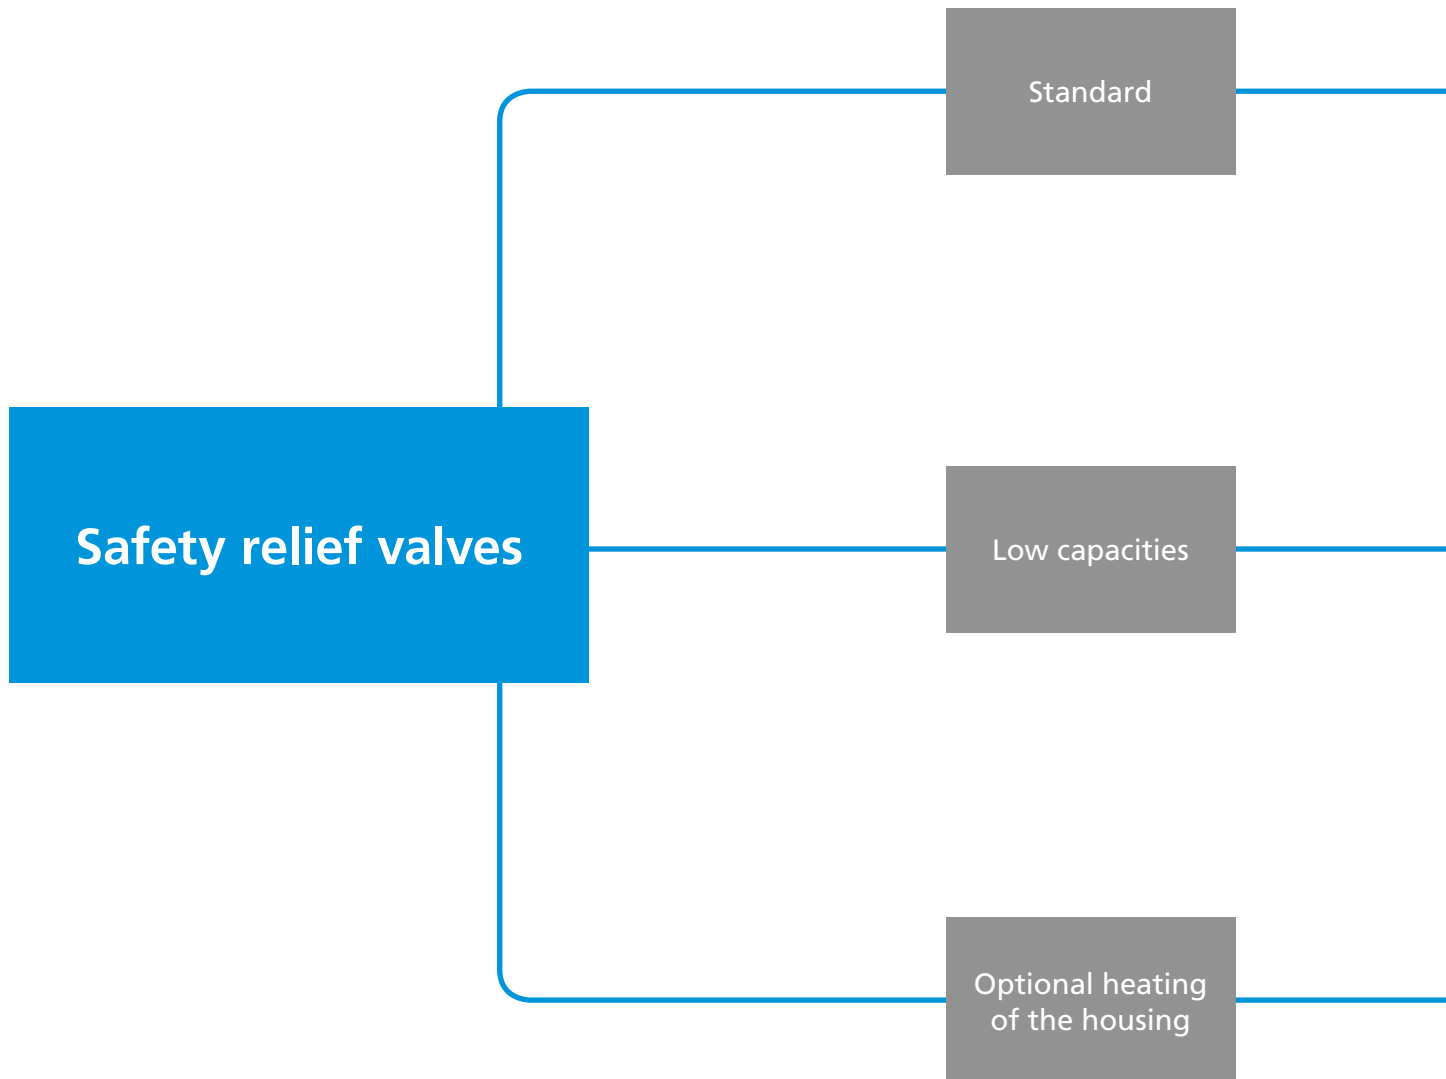 Standard
Safety relief valves
Low capacities
Optional heating
of the housing